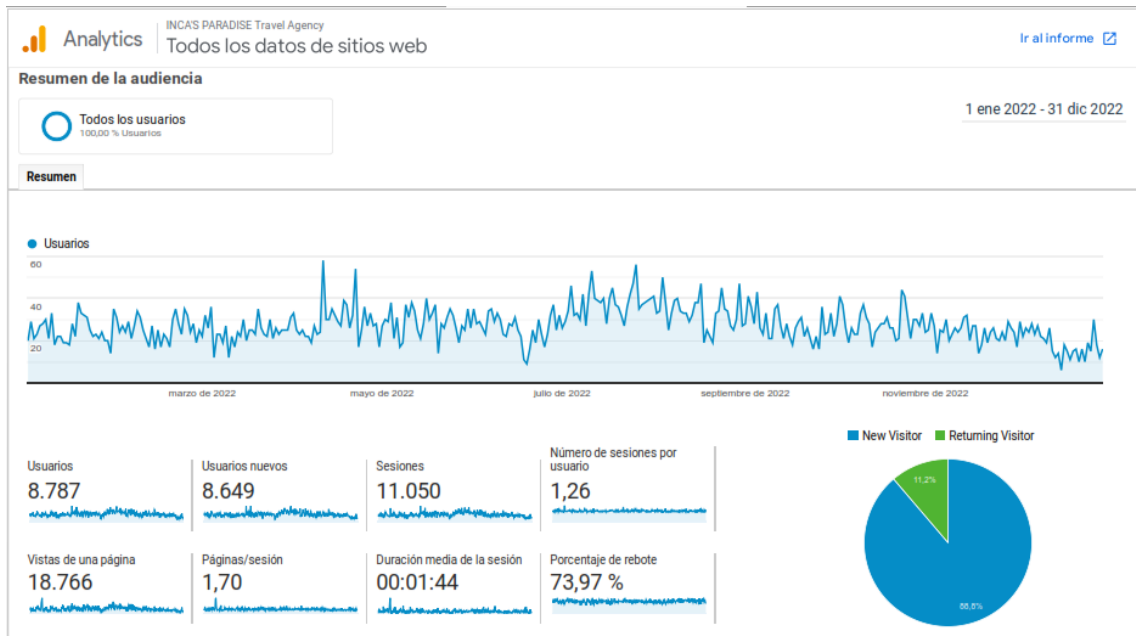 INCA'S PARADISE Travel Agency
Analytics
Todos los datos de sitios web
Ir al informe
Resumen de la audiencia
Todos los usuarios
100,00 % Usuarios
1 ene 2022 - 31 dic 2022
Resumen
Usuarios
60
40
20
marzo de 2022
mayo de 2022
julio de 2022
septiembre de 2022
noviembre de 2022
Usuarios
8.787
Usuarios nuevos
8.649
Sesiones
11.050
Número de sesiones por
usuario
1,26
Vistas de una página
18.766
Páginas/sesión
1,70
Duración media de la sesión
00:01:44
Porcentaje de rebote
73,97 %
New Visitor
Returning Visitor
11,2%
88,8%